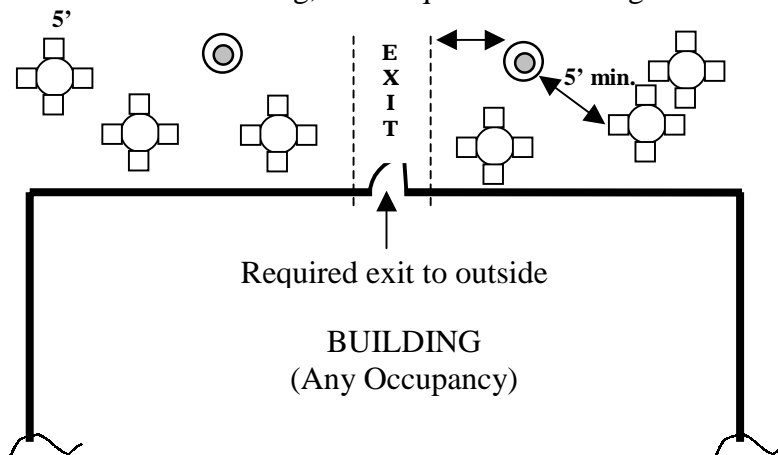 5'
E
X
I
T
5' min.
Required exit to outside
BUILDING
(Any Occupancy)